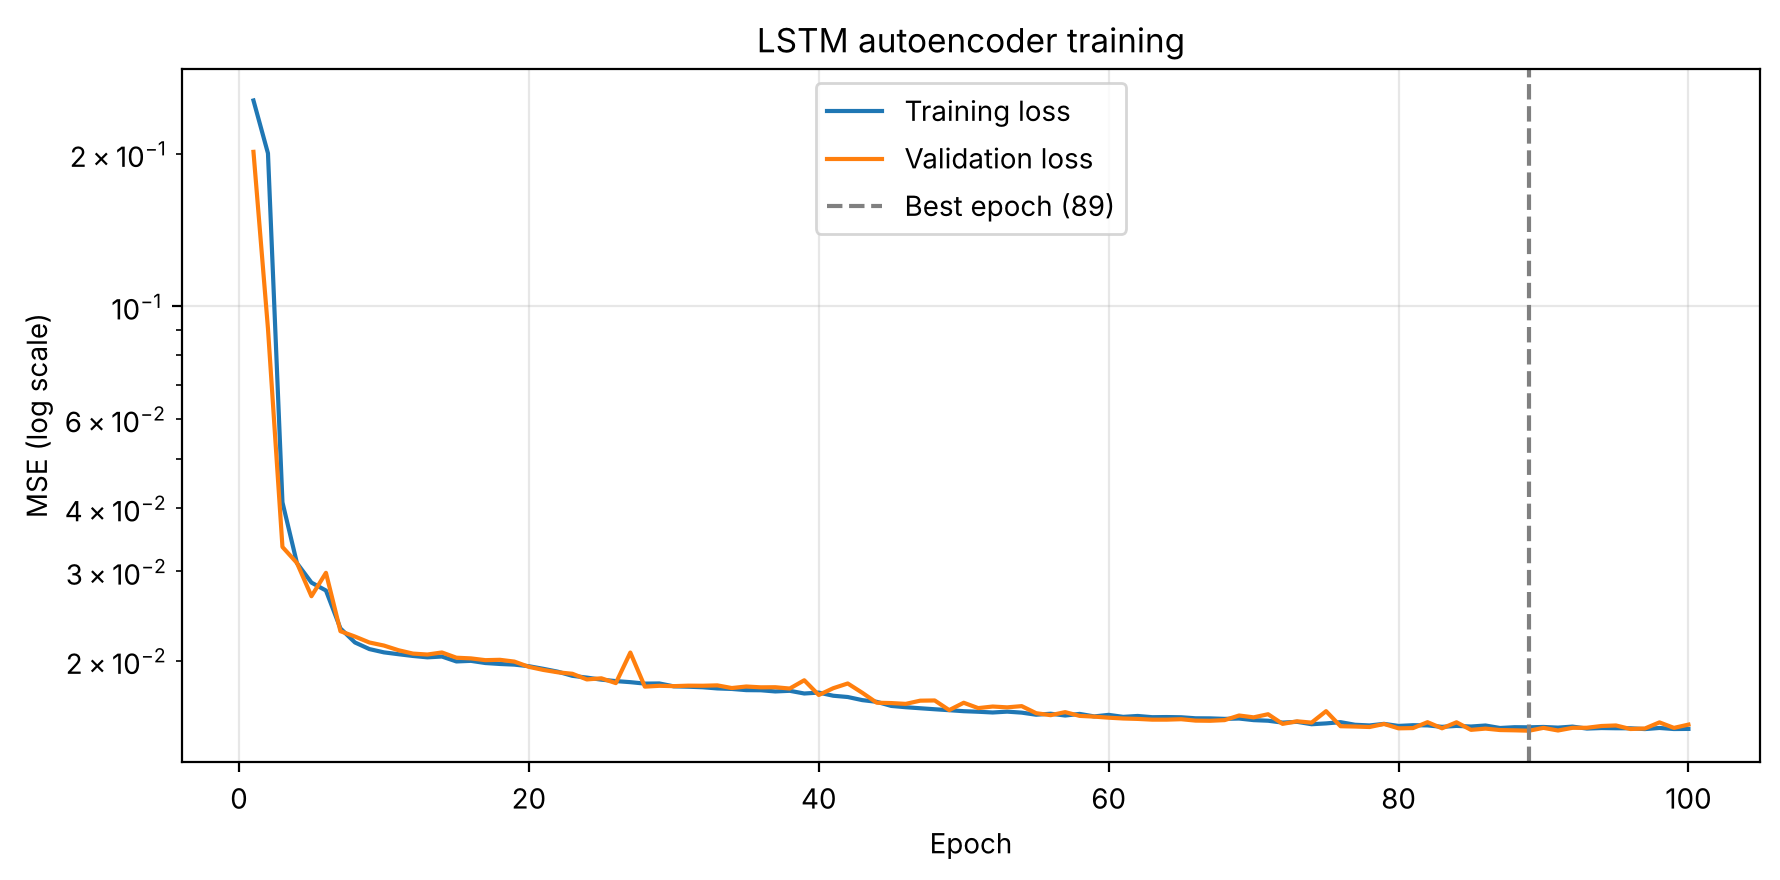 LSTM autoencoder training
Training loss
Validation loss
Best epoch (89)
2 × 10⁻¹
10⁻¹
6 × 10⁻²
4 × 10⁻²
3 × 10⁻²
2 × 10⁻²
MSE (log scale)
0 20 40 60 80 100
Epoch